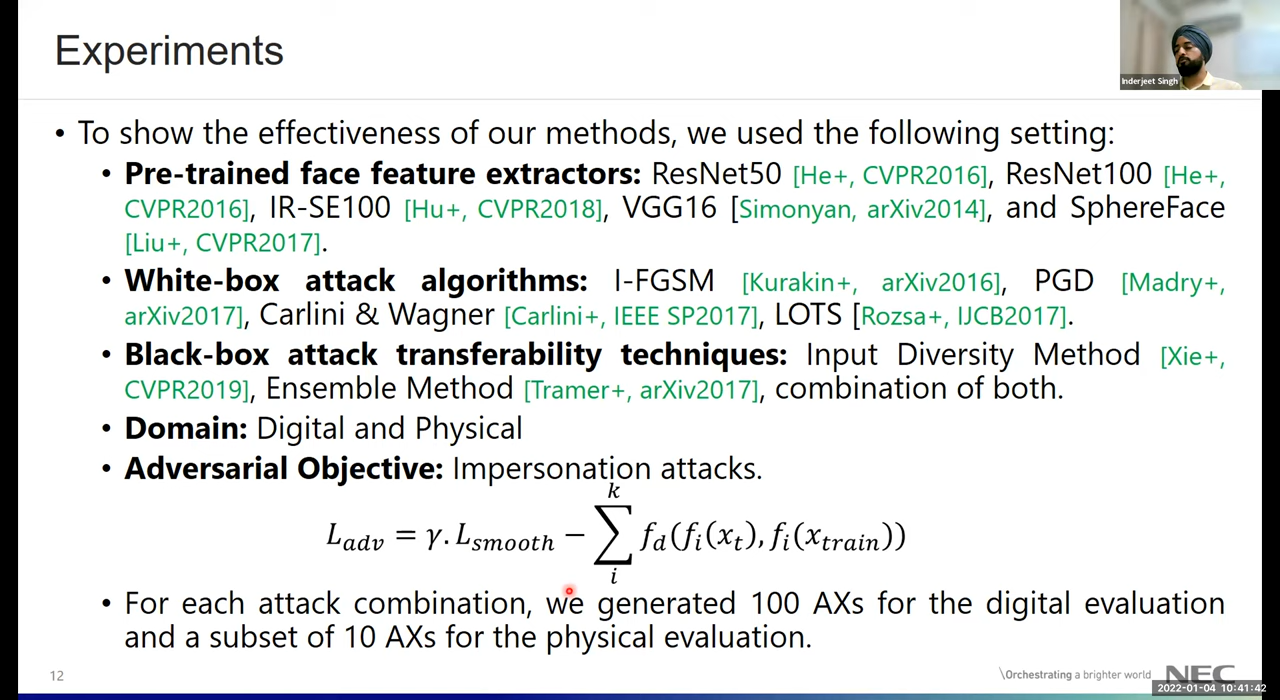 Experiments
Inderjeet Singh
• To show the effectiveness of our methods, we used the following setting:
• Pre-trained face feature extractors: ResNet50 [He+, CVPR2016], ResNet100 [He+,
CVPR2016], IR-SE100 [Hu+, CVPR2018], VGG16 [Simonyan, arXiv2014], and SphereFace
[Liu+, CVPR2017].
• White-box attack algorithms: I-FGSM [Kurakin+, arXiv2016], PGD [Madry+,
arXiv2017], Carlini & Wagner [Carlini+, IEEE SP2017], LOTS [Rozsa+, IJCB2017].
• Black-box attack transferability techniques: Input Diversity Method [Xie+,
CVPR2019], Ensemble Method [Tramer+, arXiv2017], combination of both.
• Domain: Digital and Physical
• Adversarial Objective: Impersonation attacks.
L_adv = γ. L_smooth − ∑_i^k f_d(f_i(x_t), f_i(x_train))
• For each attack combination, we generated 100 AXs for the digital evaluation
and a subset of 10 AXs for the physical evaluation.
12
\Orchestrating a brighter world NEC
2022-01-04 10:41:42